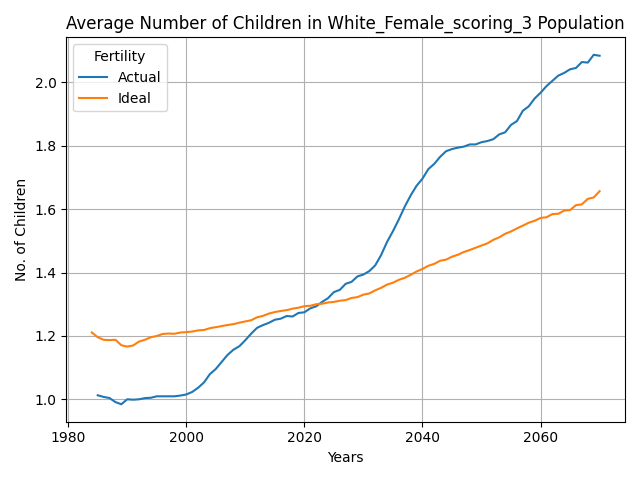 Average Number of Children in White_Female_scoring_3 Population
Fertility
Actual
Ideal
No. of Children
2.0
1.8
1.6
1.4
1.2
1.0
1980
2000
2020
2040
2060
Years